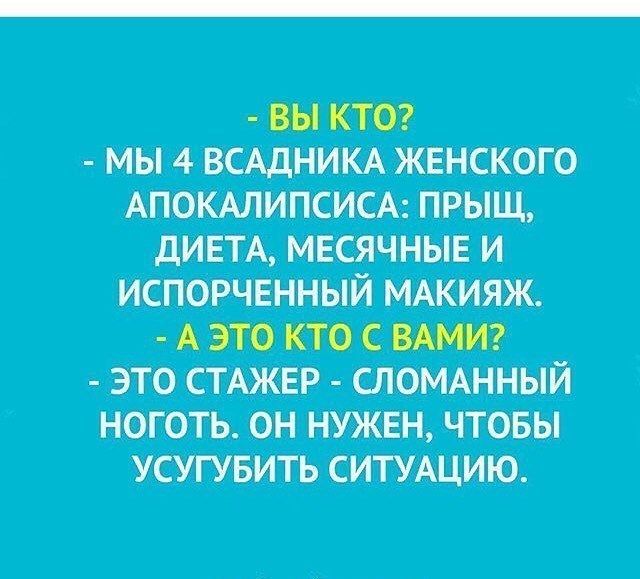 - ВЫ КТО?
- МЫ 4 ВСАДНИКА ЖЕНСКОГО
АПОКАЛИПСИСА: ПРЫЩ,
ДИЕТА, МЕСЯЧНЫЕ И
ИСПОРЧЕННЫЙ МАКИЯЖ.
- А ЭТО КТО С ВАМИ?
- ЭТО СТАЖЕР - СЛОМАННЫЙ
НОГОТЬ. ОН НУЖЕН, ЧТОБЫ
УСУГУБИТЬ СИТУАЦИЮ.